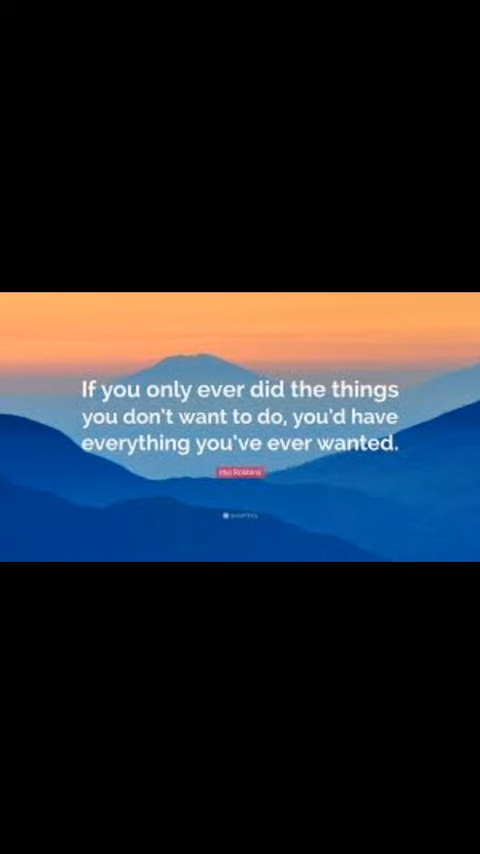 If you only ever did the things
you don't want to do, you'd have
everything you've ever wanted.